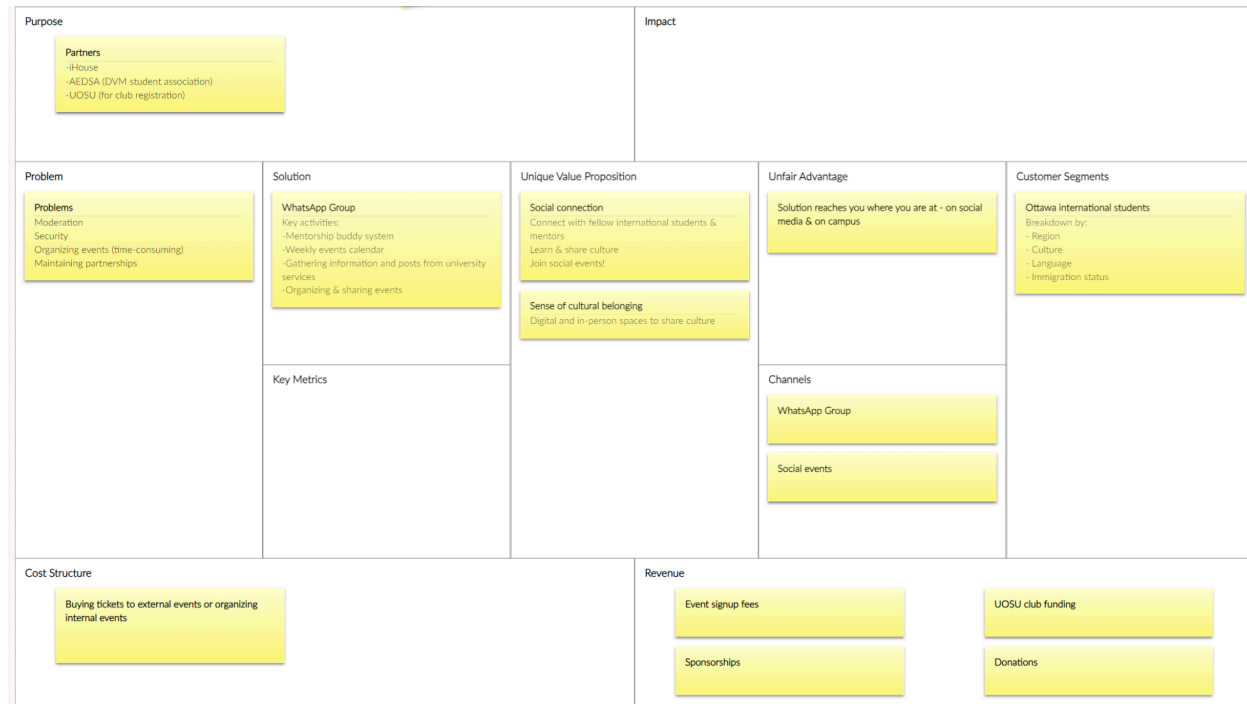 Purpose
Partners
-iHouse
-AEDSA (DVM student association)
-UOSU (for club registration)
Impact
Problem
Problems
Moderation
Security
Organizing events (time-consuming)
Maintaining partnerships
Solution
WhatsApp Group
Key activities:
-Mentorship buddy system
-Weekly events calendar
-Gathering information and posts from university
services
-Organizing & sharing events
Key Metrics
Unique Value Proposition
Social connection
Connect with fellow international students &
mentors
Learn & share culture
Join social events!
Sense of cultural belonging
Digital and in-person spaces to share culture
Unfair Advantage
Solution reaches you where you are at - on social
media & on campus
Channels
WhatsApp Group
Social events
Customer Segments
Ottawa international students
Breakdown by:
- Region
- Culture
- Language
- Immigration status
Cost Structure
Buying tickets to external events or organizing
internal events
Revenue
Event signup fees
UOSU club funding
Sponsorships
Donations